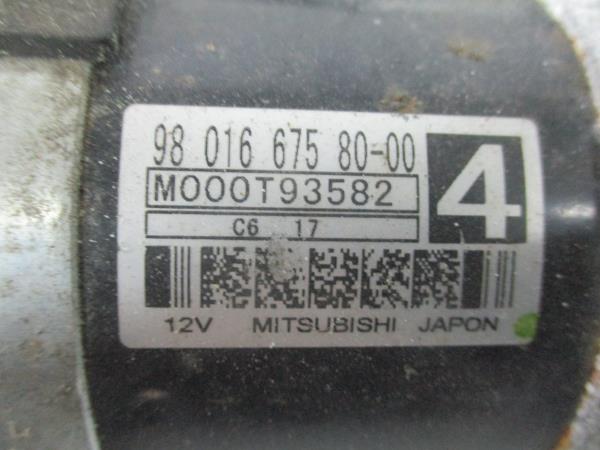 98 016 675 80-00
M000T93582
4
C6 17
12V MITSUBISHI JAPON